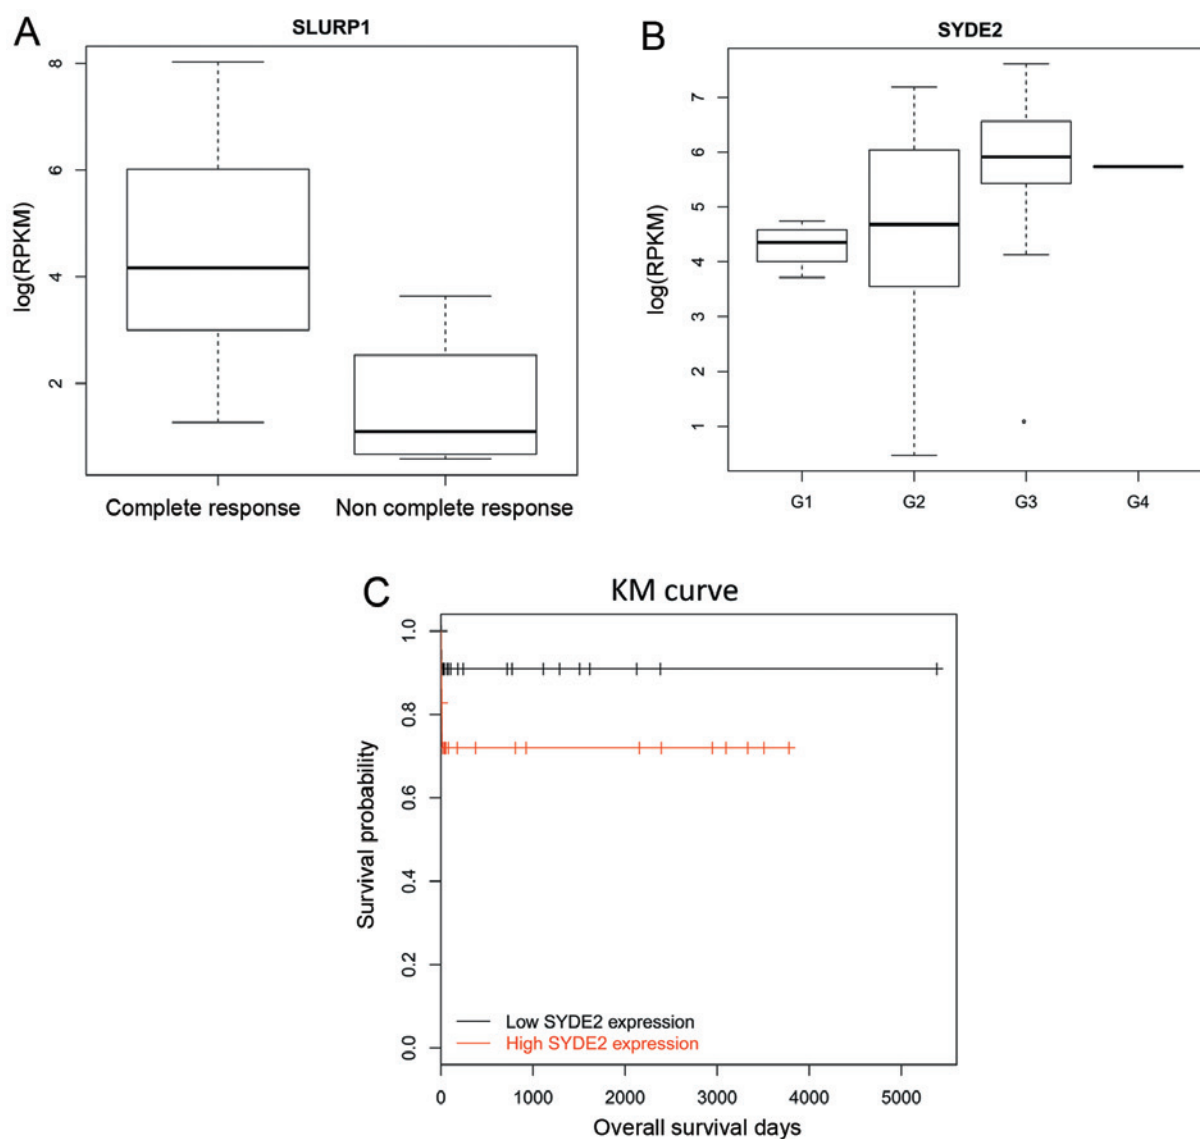 A
SLURP1
log(RPKM)
8
6
4
2
Complete response
Non complete response
B
SYDE2
log(RPKM)
7
6
5
4
3
2
1
G1
G2
G3
G4
C
KM curve
Survival probability
1.0
0.8
0.6
0.4
0.2
0.0
Low SYDE2 expression
High SYDE2 expression
0 1000 2000 3000 4000 5000
Overall survival days